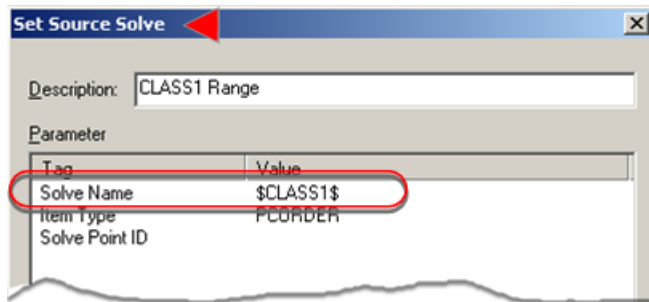 Set Source Solve
Description: CLASS1 Range
Parameter
Tag Value
Solve Name $CLASS1$
Item Type PCORDER
Solve Point ID